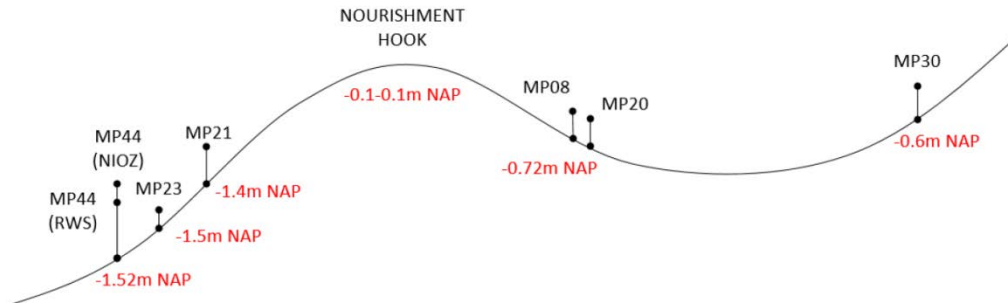 NOURISHMENT
HOOK
-0.1-0.1m NAP
MP08
MP20
MP30
-0.72m NAP
-0.6m NAP
MP44
(NIOZ)
MP21
MP44
(RWS)
MP23
-1.4m NAP
-1.5m NAP
-1.52m NAP